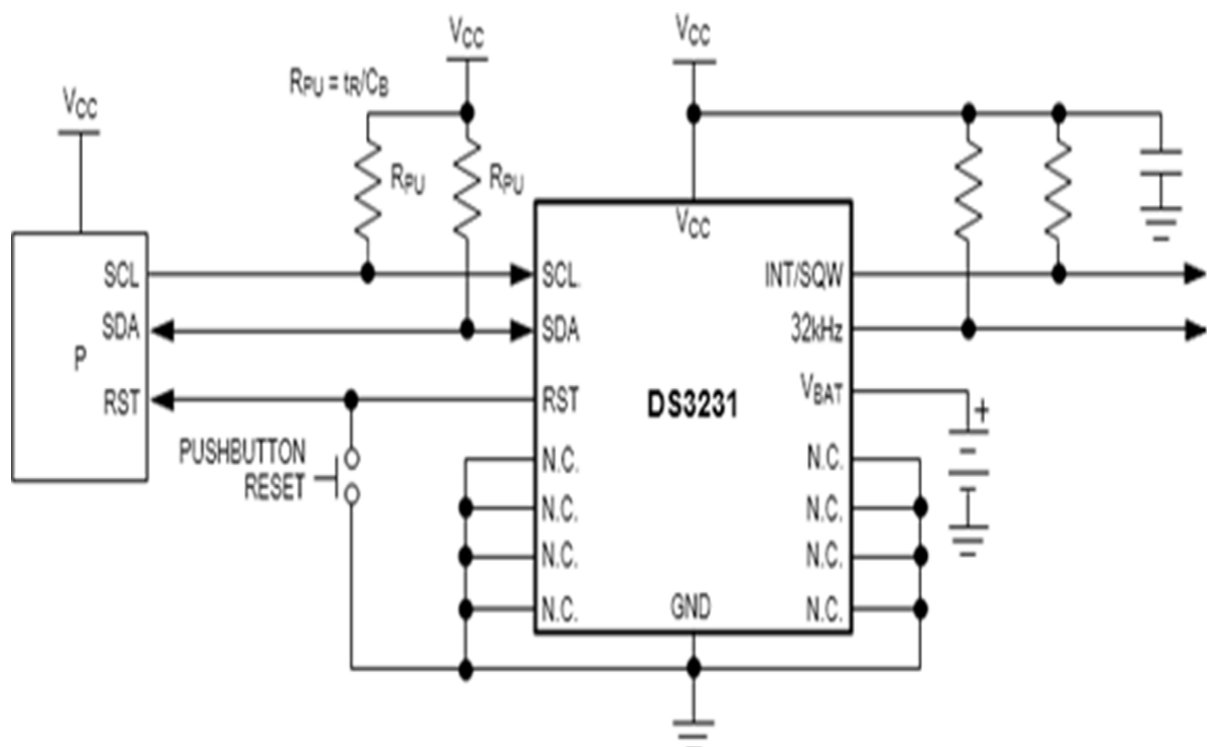 VCC
VCC
VCC
RPU = tR/CB
RPU
RPU
VCC
SCL
SCL
INT/SQW
SDA
SDA
32kHz
P
VBAT
+
RST
RST
DS3231
PUSHBUTTON
RESET
N.C.
N.C.
N.C.
N.C.
N.C.
N.C.
N.C.
N.C.
GND